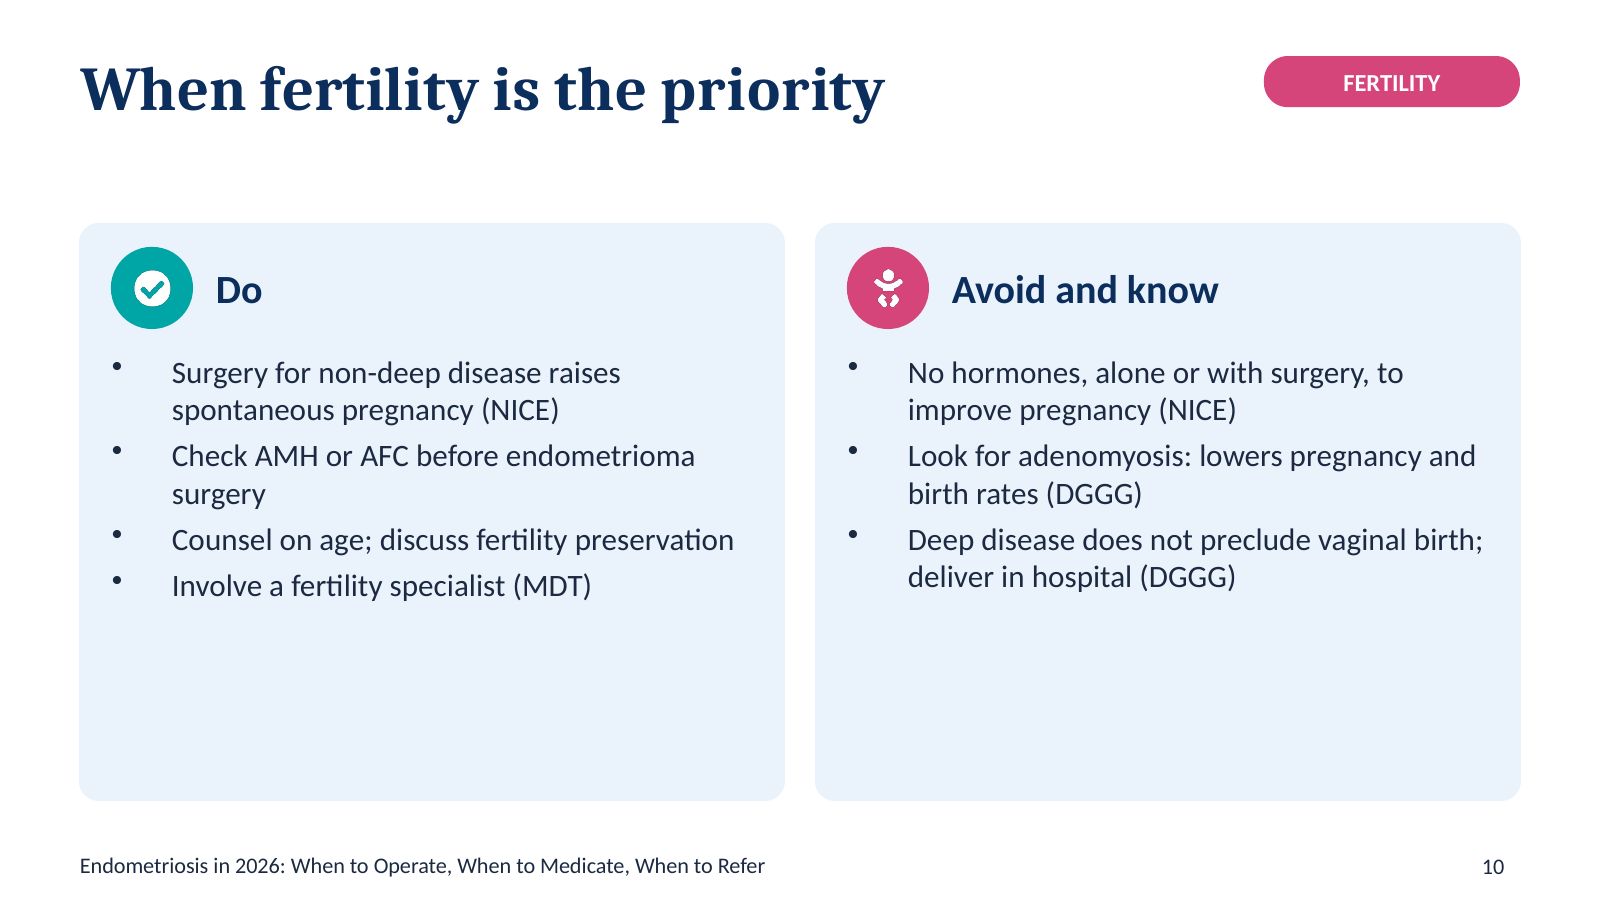 When fertility is the priority
FERTILITY
Do
• Surgery for non-deep disease raises
spontaneous pregnancy (NICE)
• Check AMH or AFC before endometrioma
surgery
• Counsel on age; discuss fertility preservation
• Involve a fertility specialist (MDT)
Avoid and know
• No hormones, alone or with surgery, to
improve pregnancy (NICE)
• Look for adenomyosis: lowers pregnancy and
birth rates (DGGG)
• Deep disease does not preclude vaginal birth;
deliver in hospital (DGGG)
Endometriosis in 2026: When to Operate, When to Medicate, When to Refer
10